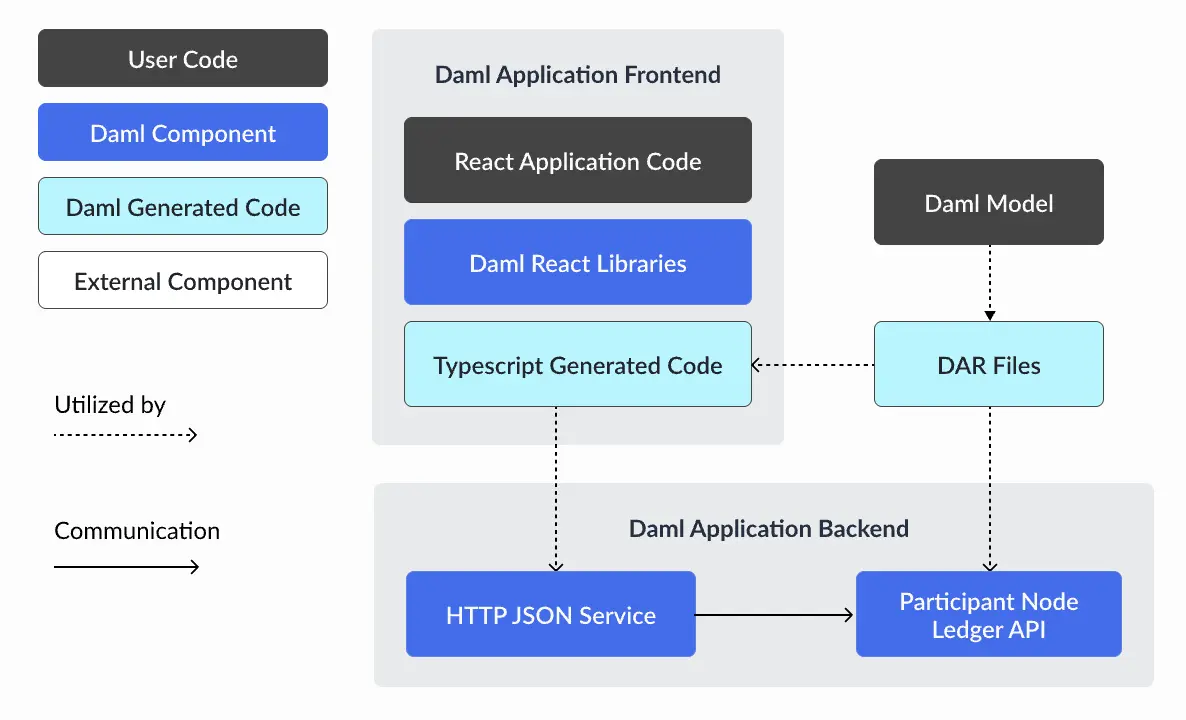 User Code
Daml Component
Daml Generated Code
External Component
Utilized by
Communication
Daml Application Frontend
React Application Code
Daml React Libraries
Typescript Generated Code
Daml Model
DAR Files
Daml Application Backend
HTTP JSON Service
Participant Node
Ledger API